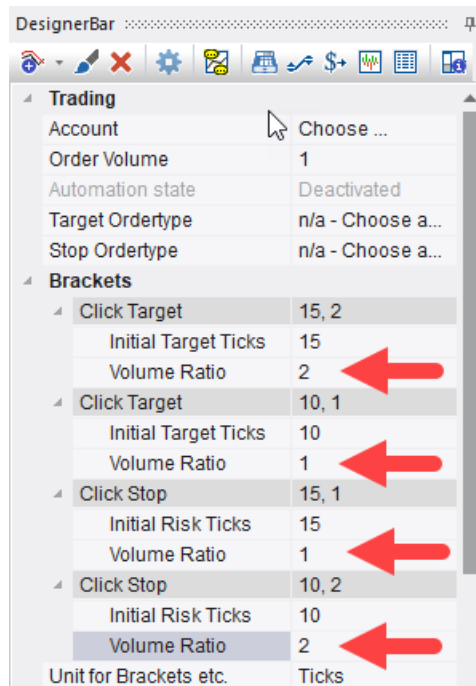 DesignerBar
Trading
Account Choose ...
Order Volume 1
Automation state Deactivated
Target Ordertype n/a - Choose a...
Stop Ordertype n/a - Choose a...
Brackets
Click Target 15, 2
Initial Target Ticks 15
Volume Ratio 2
Click Target 10, 1
Initial Target Ticks 10
Volume Ratio 1
Click Stop 15, 1
Initial Risk Ticks 15
Volume Ratio 1
Click Stop 10, 2
Initial Risk Ticks 10
Volume Ratio 2
Unit for Brackets etc. Ticks